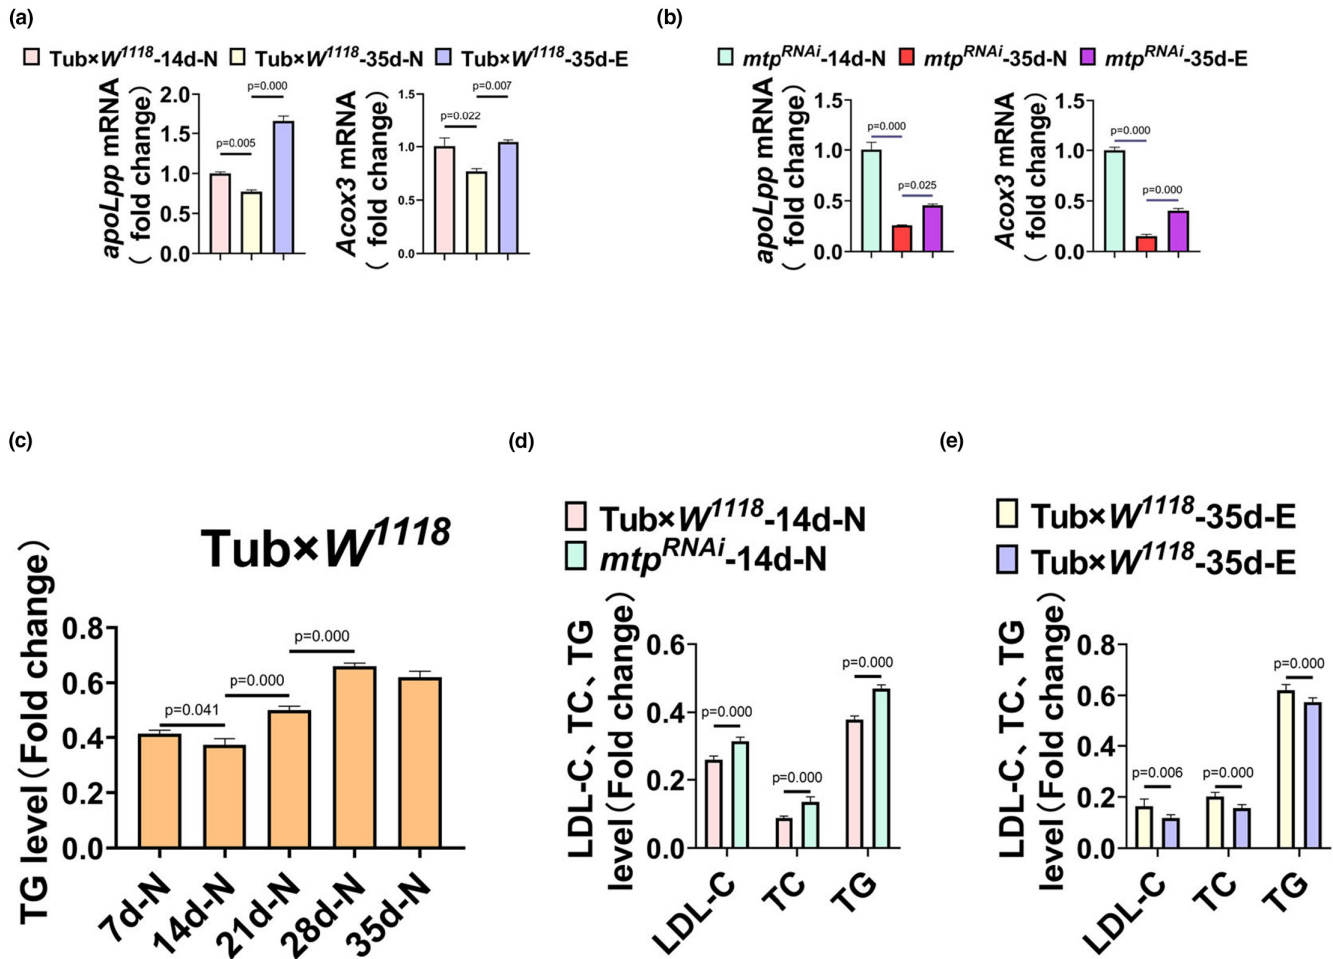 (a)
Tub×W1118-14d-N Tub×W1118-35d-N Tub×W1118-35d-E
apoLpp mRNA
( fold change)
2.0
1.5
1.0
0.5
0.0
p=0.005
p=0.000
Acox3 mRNA
( fold change)
1.5
1.0
0.5
0.0
p=0.022
p=0.007
(b)
mtpRNAi-14d-N mtpRNAi-35d-N mtpRNAi-35d-E
apoLpp mRNA
( fold change)
1.5
1.0
0.5
0.0
p=0.000
p=0.025
Acox3 mRNA
( fold change)
1.5
1.0
0.5
0.0
p=0.000
p=0.000
(c)
Tub×W1118
TG level(Fold change)
0.8
0.6
0.4
0.2
0.0
p=0.041
p=0.000
p=0.000
7d-N
14d-N
21d-N
28d-N
35d-N
(d)
Tub×W1118-14d-N
mtpRNAi-14d-N
LDL-C、TC、TG
level(Fold change)
0.6
0.4
0.2
0.0
p=0.000
p=0.000
p=0.000
LDL-C
TC
TG
(e)
Tub×W1118-35d-E
Tub×W1118-35d-E
LDL-C、TC、TG
level(Fold change)
0.8
0.6
0.4
0.2
0.0
p=0.006
p=0.000
p=0.000
LDL-C
TC
TG